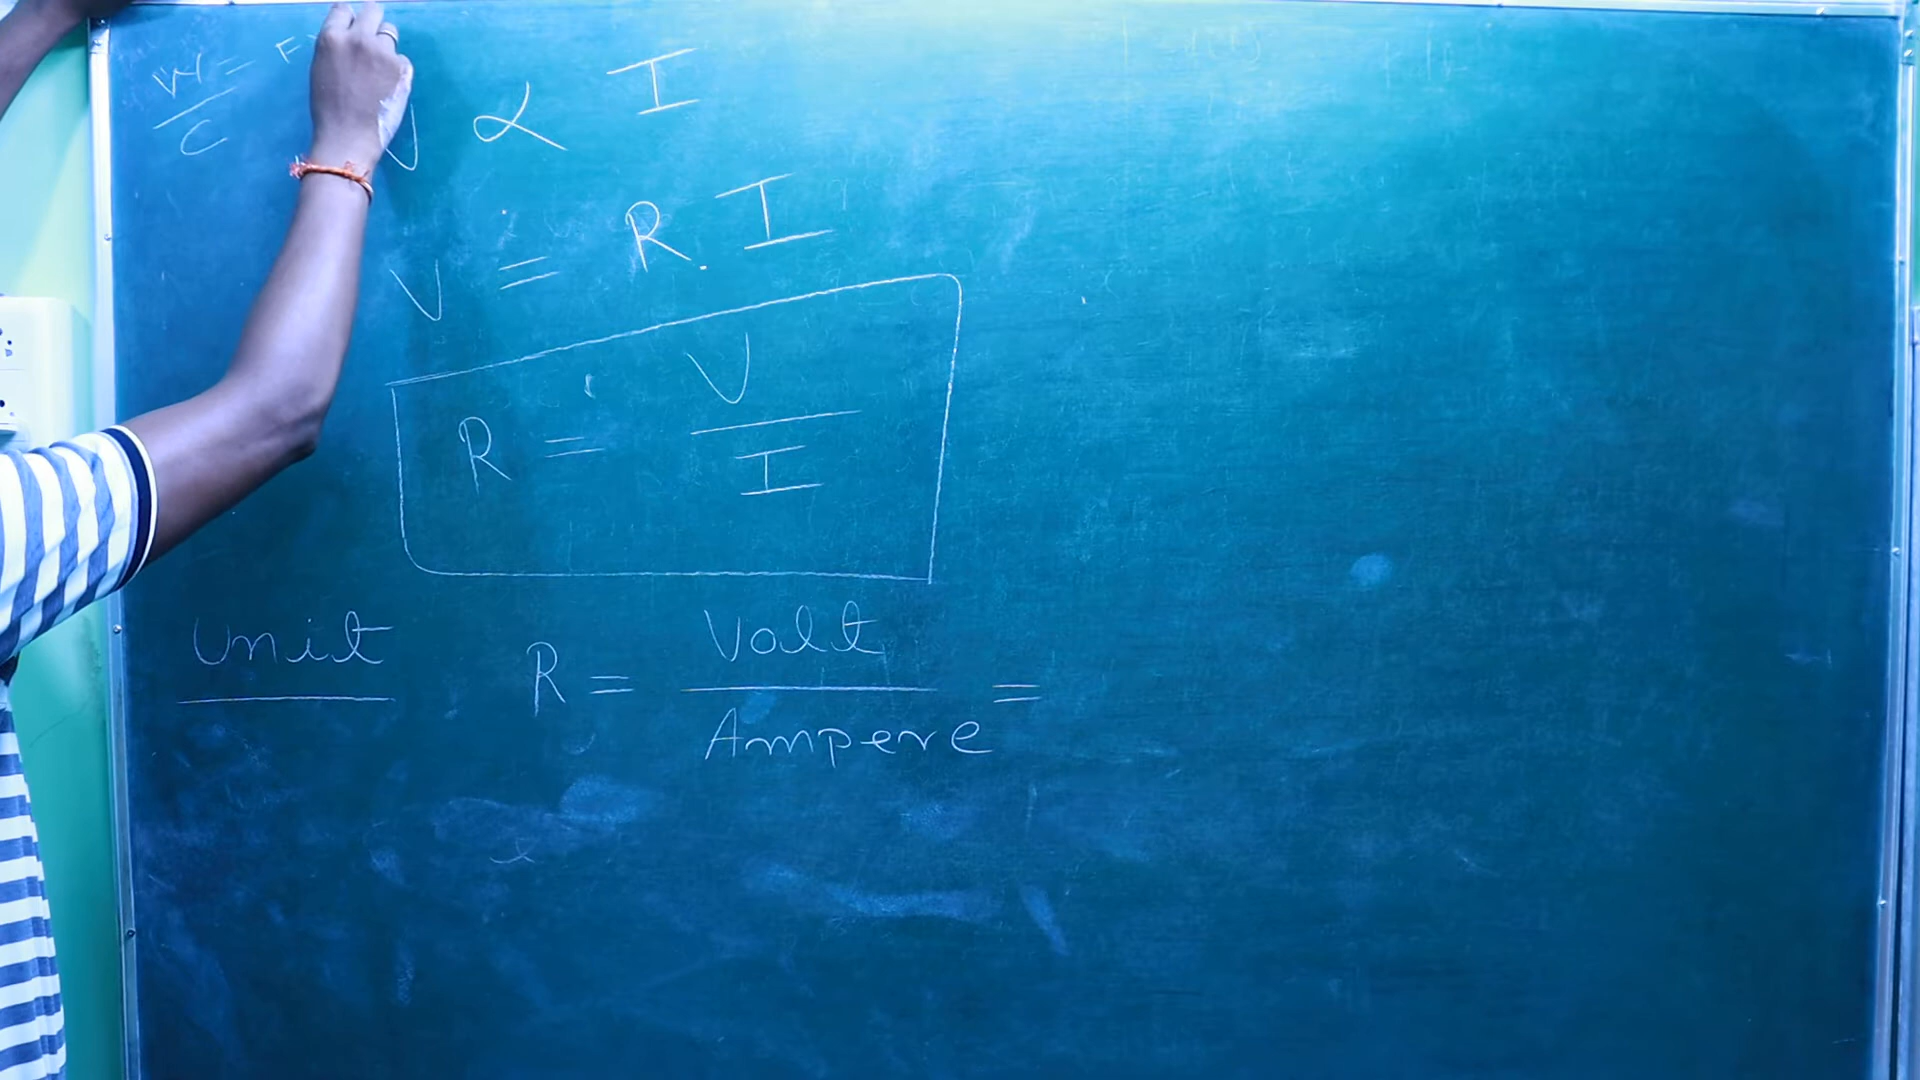 W = F
C
V α I
V = R. I
R = V / I
Unit R = Volt / Ampere =